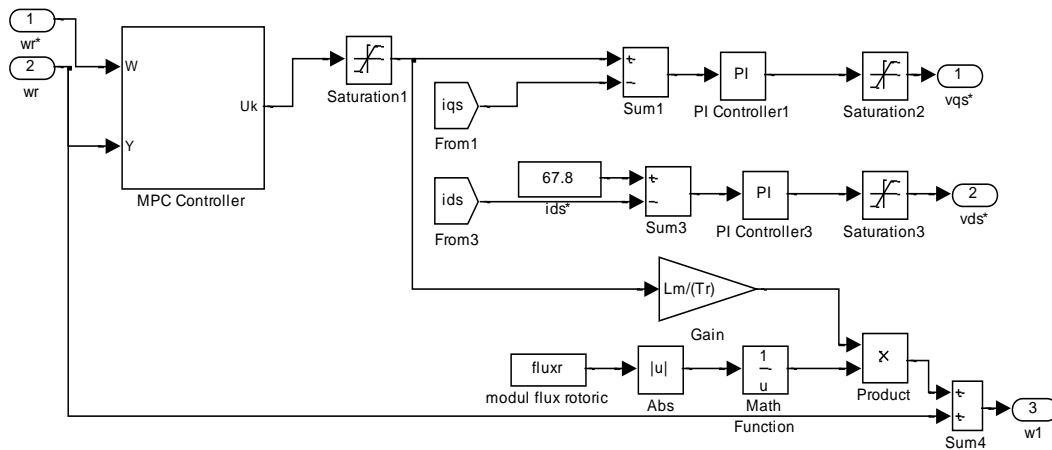 1
wr*
2
wr
W
Y
Uk
MPC Controller
Saturation1
iqs
From1
+
−
Sum1
PI
PI Controller1
Saturation2
1
vqs*
ids
From3
67.8
ids*
+
−
Sum3
PI
PI Controller3
Saturation3
2
vds*
Lm/(Tr)
Gain
fluxr
modul flux rotoric
|u|
Abs
1
u
Math
Function
×
Product
+
+
Sum4
3
w1